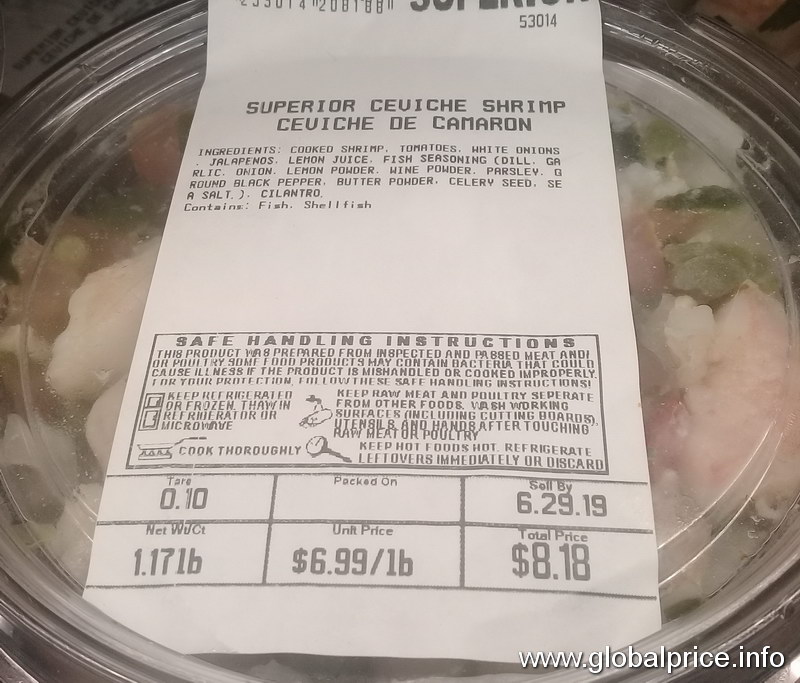 53014
SUPERIOR CEVICHE SHRIMP
CEVICHE DE CAMARON
INGREDIENTS: COOKED SHRIMP, TOMATOES, WHITE ONIONS
, JALAPENOS, LEMON JUICE, FISH SEASONING (DILL, GA
RLIC, ONION, LEMON POWDER, WINE POWDER, PARSLEY, G
ROUND BLACK PEPPER, BUTTER POWDER, CELERY SEED, SE
A SALT,), CILANTRO,
Contains: Fish, Shellfish
SAFE HANDLING INSTRUCTIONS
THIS PRODUCT WAS PREPARED FROM INSPECTED AND PASSED MEAT AND/
OR POULTRY. SOME FOOD PRODUCTS MAY CONTAIN BACTERIA THAT COULD
CAUSE ILLNESS IF THE PRODUCT IS MISHANDLED OR COOKED IMPROPERLY.
FOR YOUR PROTECTION, FOLLOW THESE SAFE HANDLING INSTRUCTIONS!
KEEP REFRIGERATED
OR FROZEN. THAW IN
REFRIGERATOR OR
MICROWAVE
KEEP RAW MEAT AND POULTRY SEPERATE
FROM OTHER FOODS. WASH WORKING
SURFACES (INCLUDING CUTTING BOARDS),
UTENSILS AND HANDS AFTER TOUCHING
RAW MEAT OR POULTRY
COOK THOROUGHLY
KEEP HOT FOODS HOT. REFRIGERATE
LEFTOVERS IMMEDIATELY OR DISCARD
Tare Packed On Sell By
0.10 6.29.19
Net Wt/Ct Unit Price Total Price
1.17lb $6.99/lb $8.18
www.globalprice.info